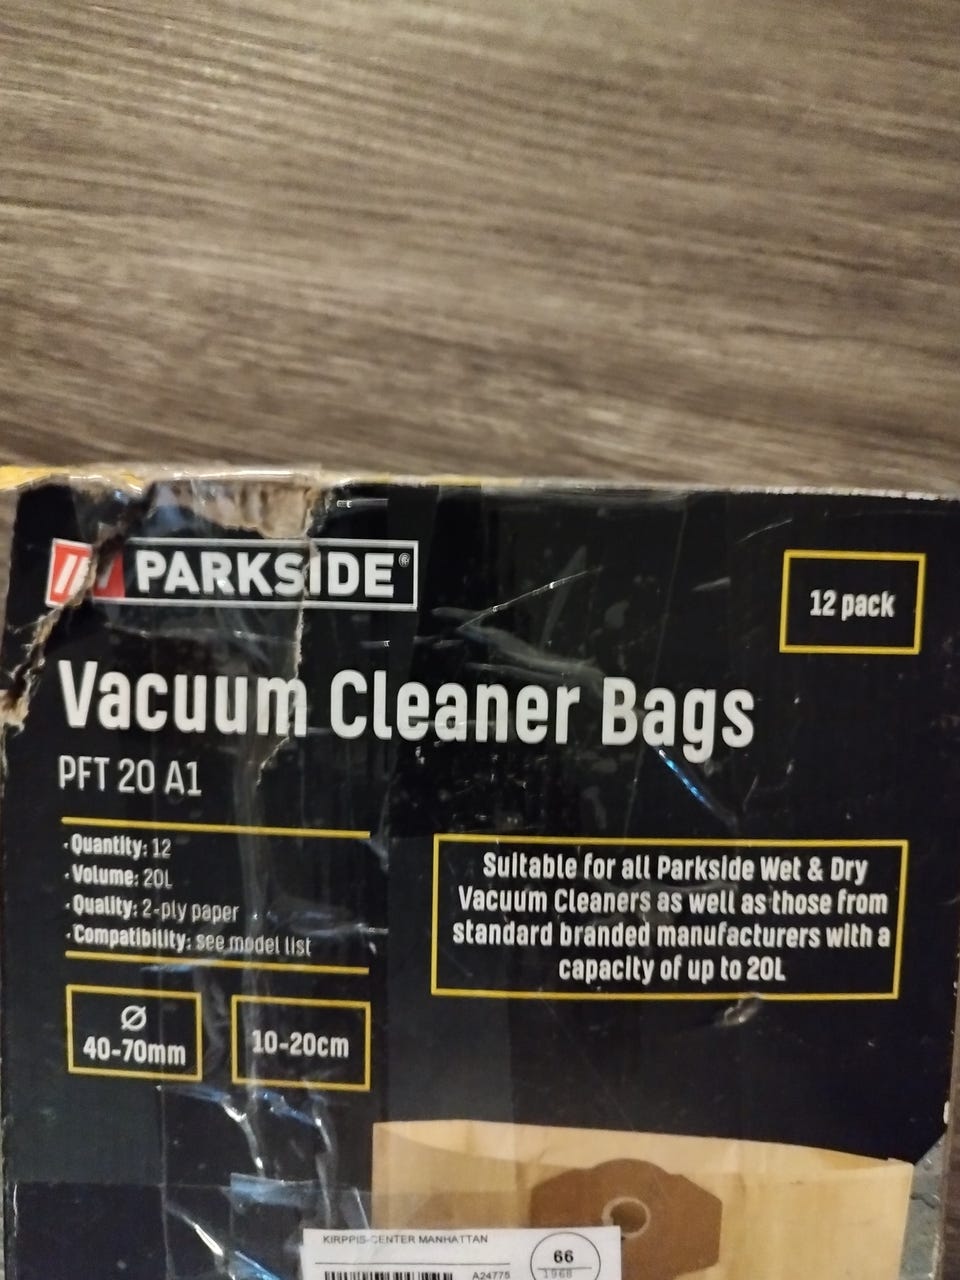 PARKSIDE®
12 pack
Vacuum Cleaner Bags
PFT 20 A1
· Quantity: 12
· Volume: 20L
· Quality: 2-ply paper
· Compatibility: see model list
Suitable for all Parkside Wet & Dry
Vacuum Cleaners as well as those from
standard branded manufacturers with a
capacity of up to 20L
Ø
40-70mm
10-20cm
KIRPPIS-CENTER MANHATTAN
66
1968
A24775